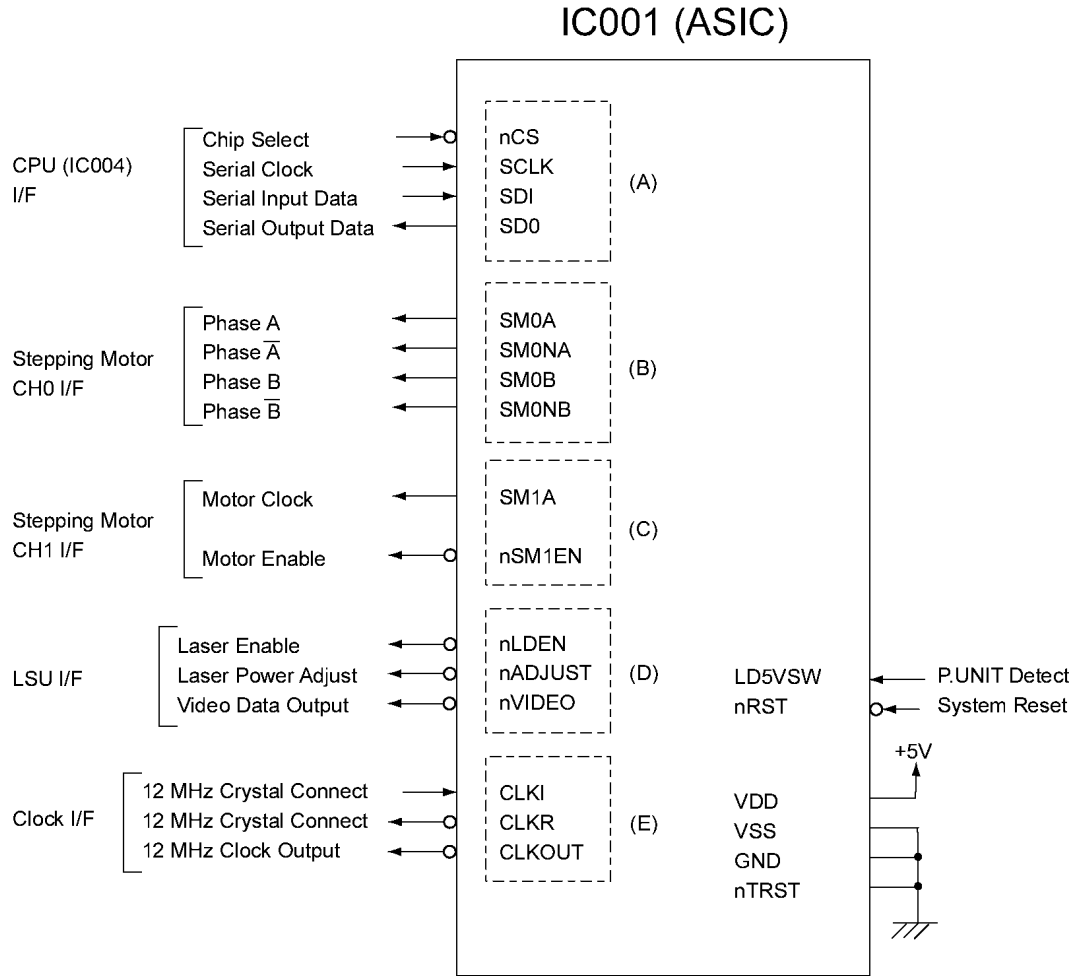 IC001 (ASIC)
CPU (IC004)
I/F
Chip Select
Serial Clock
Serial Input Data
Serial Output Data
nCS
SCLK
SDI
SD0
(A)
Stepping Motor
CH0 I/F
Phase A
Phase A̅
Phase B
Phase B̅
SM0A
SM0NA
SM0B
SM0NB
(B)
Stepping Motor
CH1 I/F
Motor Clock
Motor Enable
SM1A
nSM1EN
(C)
LSU I/F
Laser Enable
Laser Power Adjust
Video Data Output
nLDEN
nADJUST
nVIDEO
(D)
LD5VSW
nRST
P.UNIT Detect
System Reset
Clock I/F
12 MHz Crystal Connect
12 MHz Crystal Connect
12 MHz Clock Output
CLKI
CLKR
CLKOUT
(E)
+5V
VDD
VSS
GND
nTRST